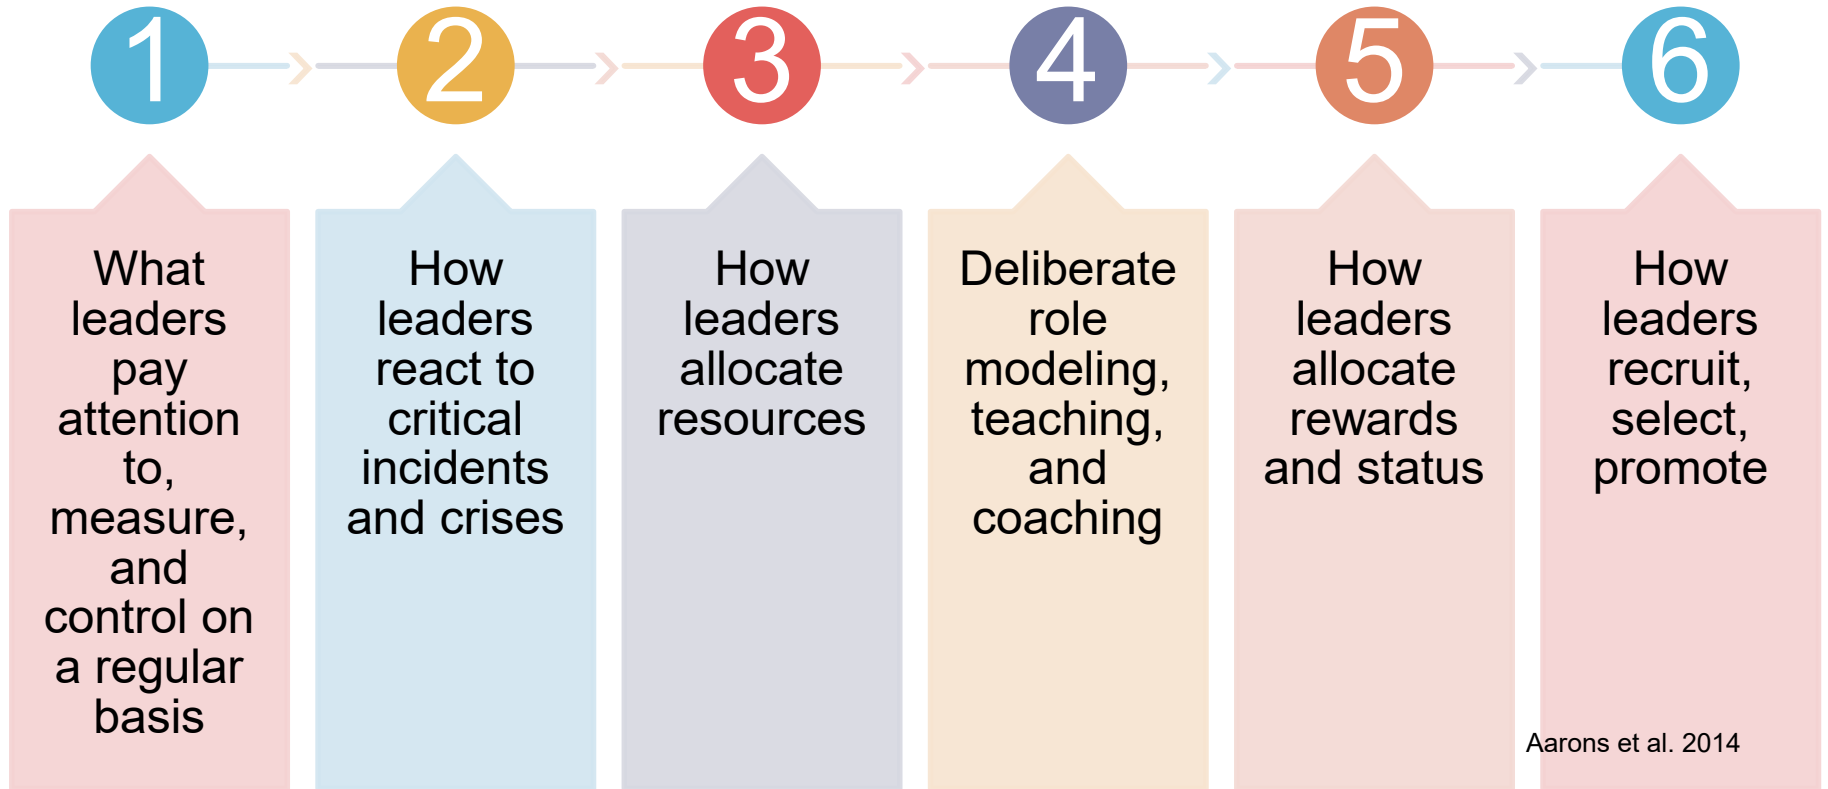 1
2
3
4
5
6
What
leaders
pay
attention
to,
measure,
and
control on
a regular
basis
How
leaders
react to
critical
incidents
and crises
How
leaders
allocate
resources
Deliberate
role
modeling,
teaching,
and
coaching
How
leaders
allocate
rewards
and status
How
leaders
recruit,
select,
promote
Aarons et al. 2014